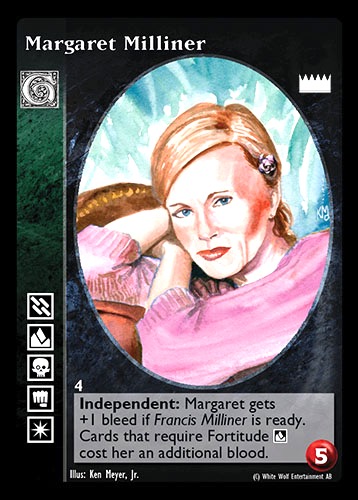 Margaret Milliner
KMJ
4
Independent: Margaret gets
+1 bleed if Francis Milliner is ready.
Cards that require Fortitude
cost her an additional blood.
5
Illus: Ken Meyer, Jr.
(C) White Wolf Entertainment AB